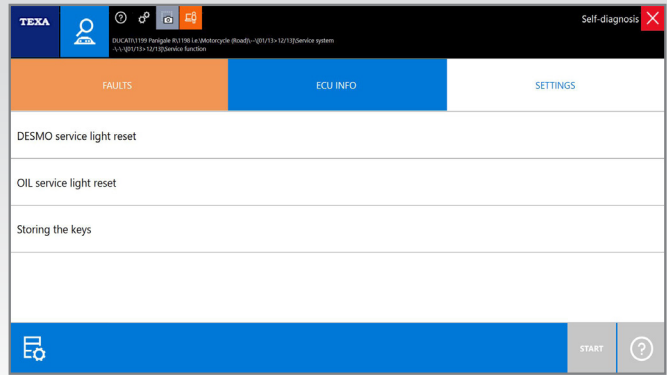 TEXA
Self-diagnosis
DUCATI\1199 Panigale R\1198 i.e\Motorcycle (Road)\--\[01/13>12/13]\Service system
-\-\-\[01/13>12/13]\Service function
FAULTS
ECU INFO
SETTINGS
DESMO service light reset
OIL service light reset
Storing the keys
START